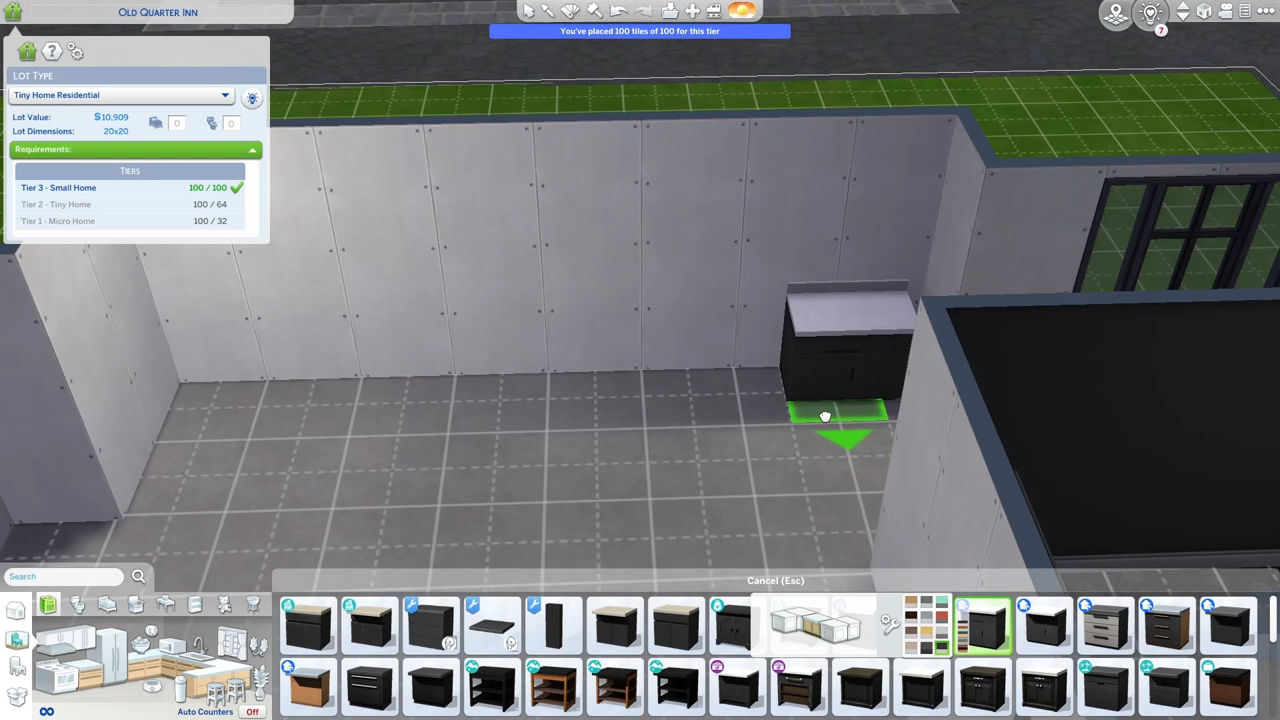 OLD QUARTER INN
You've placed 100 tiles of 100 for this tier
7
LOT TYPE
Tiny Home Residential
Lot Value: §10,909
0 0
Lot Dimensions: 20x20
Requirements:
TIERS
Tier 3 - Small Home 100 / 100
Tier 2 - Tiny Home 100 / 64
Tier 1 - Micro Home 100 / 32
Search
Cancel (Esc)
Auto Counters Off